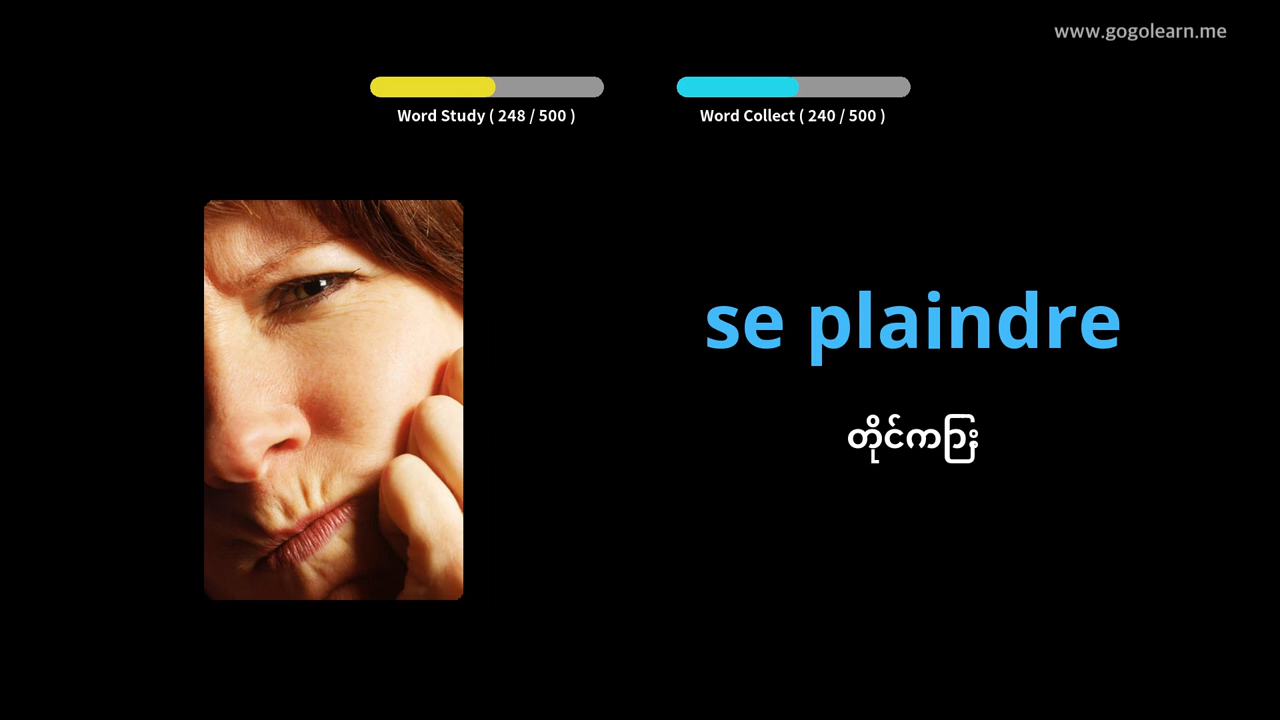 www.gogolearn.me
Word Study ( 248 / 500 )
Word Collect ( 240 / 500 )
se plaindre
တိုင်ကြား